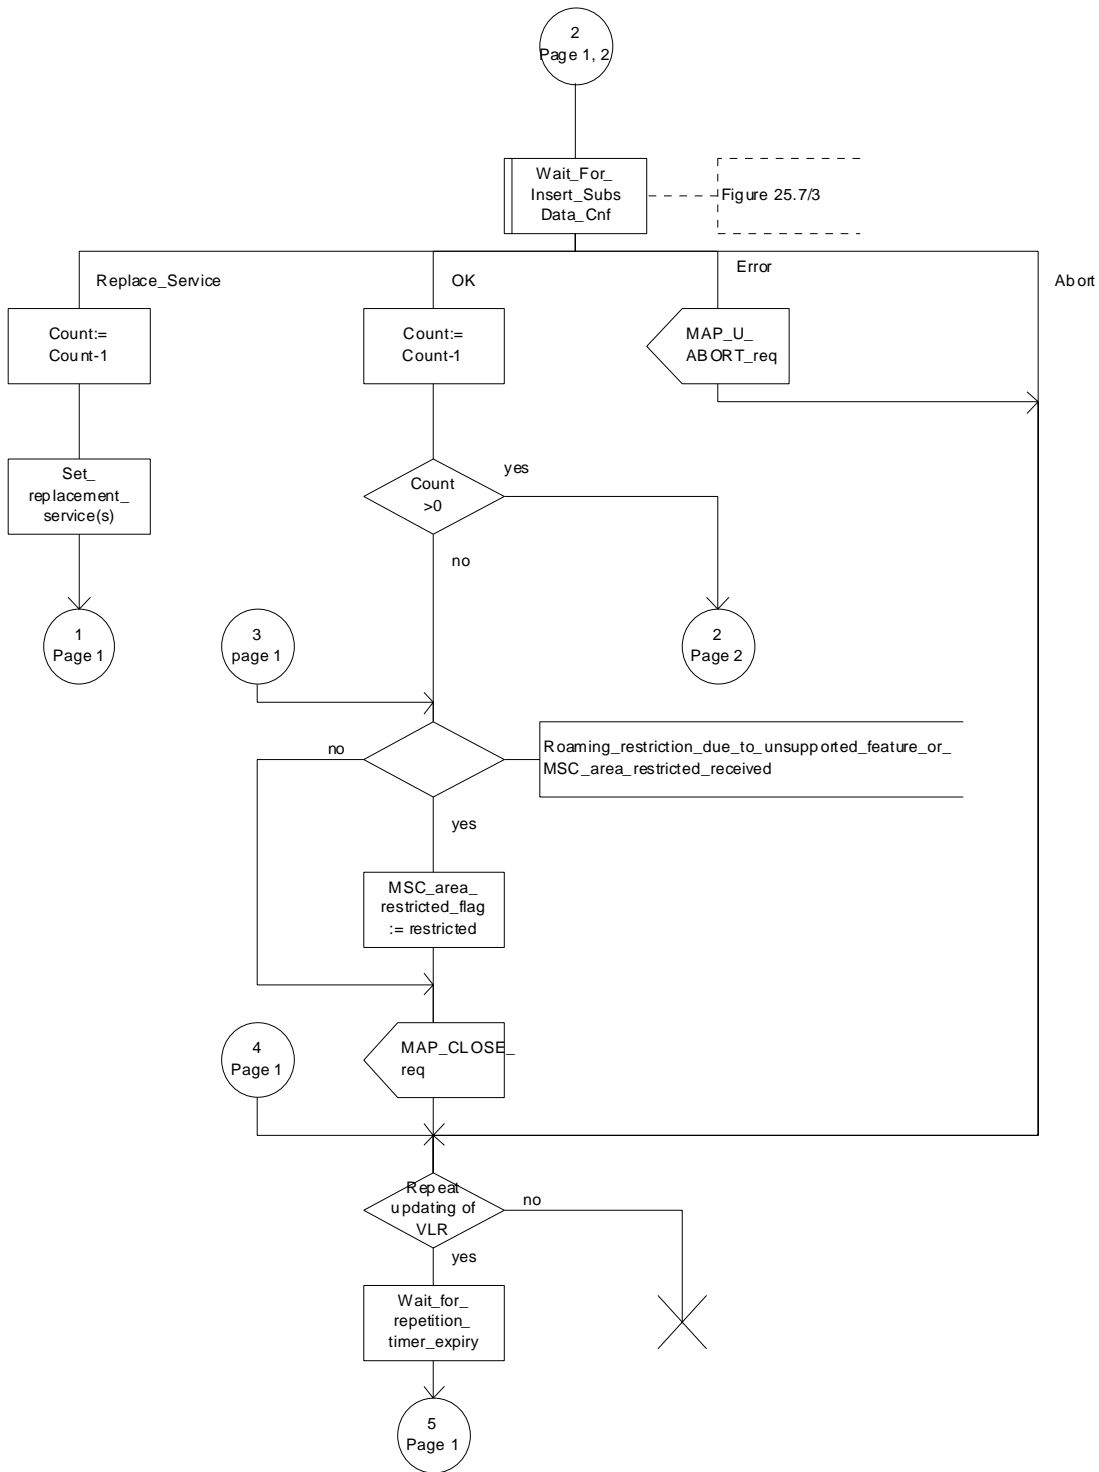 2
Page 1, 2
Wait_For_
Insert_Subs
Data_Cnf
Figure 25.7/3
Replace_Service
OK
Error
Abort
Count:=
Count-1
Count:=
Count-1
MAP_U_
ABORT_req
Set_
replacement_
service(s)
Count
>0
yes
no
1
Page 1
3
page 1
2
Page 2
no
Roaming_restriction_due_to_unsupported_feature_or_
MSC_area_restricted_received
yes
MSC_area_
restricted_flag
:= restricted
4
Page 1
MAP_CLOSE_
req
Repeat
updating of
VLR
no
yes
Wait_for_
repetition_
timer_expiry
5
Page 1